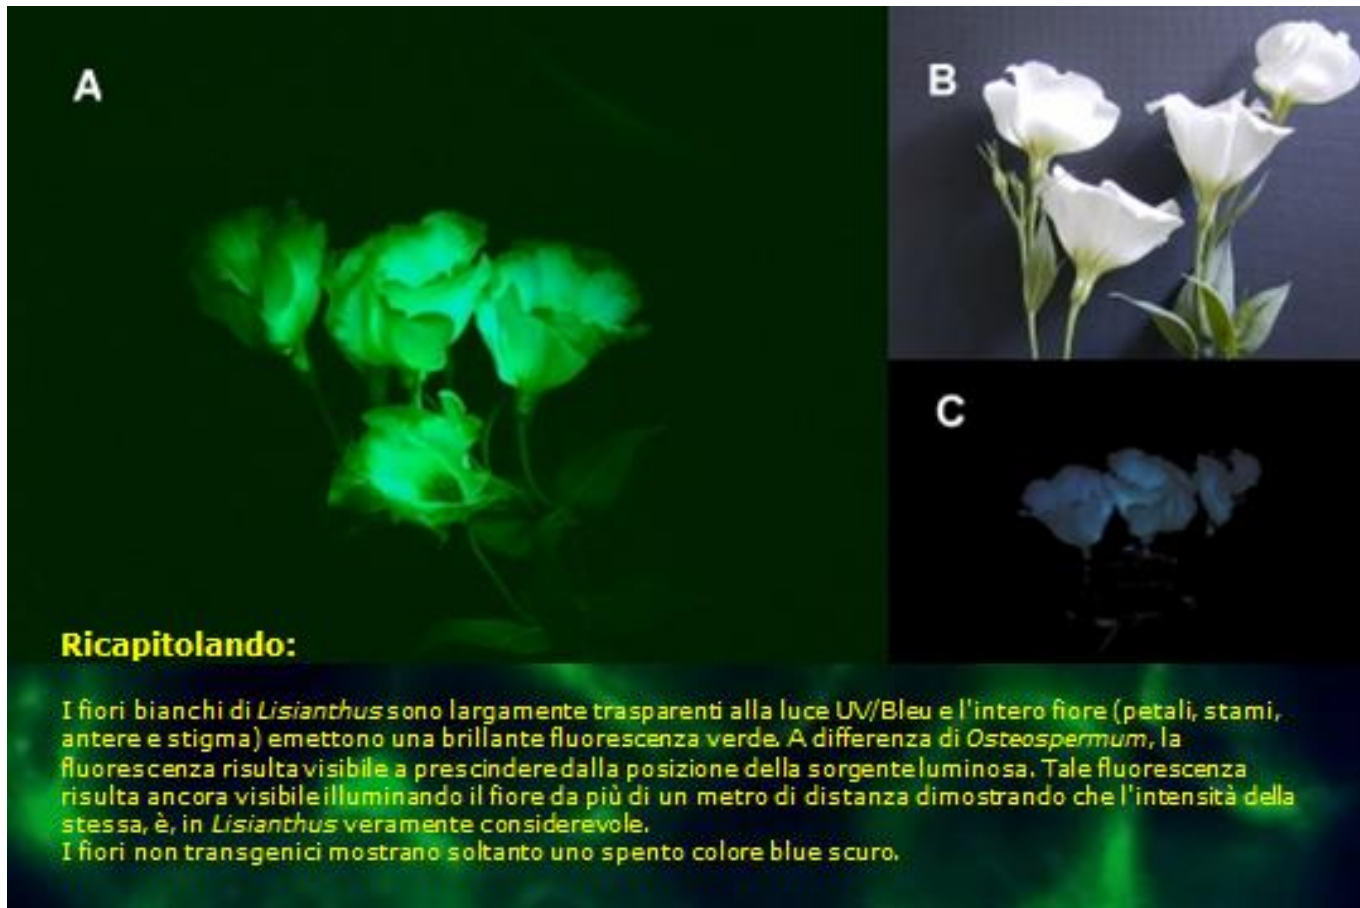 A
B
C
Ricapitolando:
I fiori bianchi di Lisianthus sono largamente trasparenti alla luce UV/Bleu e l'intero fiore (petali, stami,
antere e stigma) emettono una brillante fluorescenza verde. A differenza di Osteospermum, la
fluorescenza risulta visibile a prescindere dalla posizione della sorgente luminosa. Tale fluorescenza
risulta ancora visibile illuminando il fiore da più di un metro di distanza dimostrando che l'intensità della
stessa, è, in Lisianthus veramente considerevole.
I fiori non transgenici mostrano soltanto uno spento colore blue scuro.